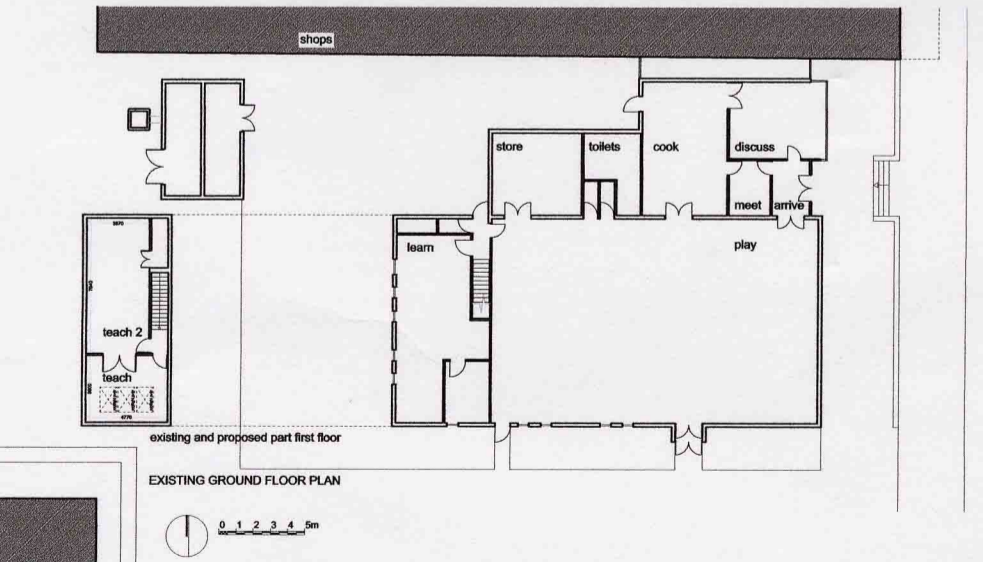 shops
store
toilets
cook
discuss
meet
arrive
learn
play
teach 2
teach
existing and proposed part first floor
EXISTING GROUND FLOOR PLAN
0 1 2 3 4 5m